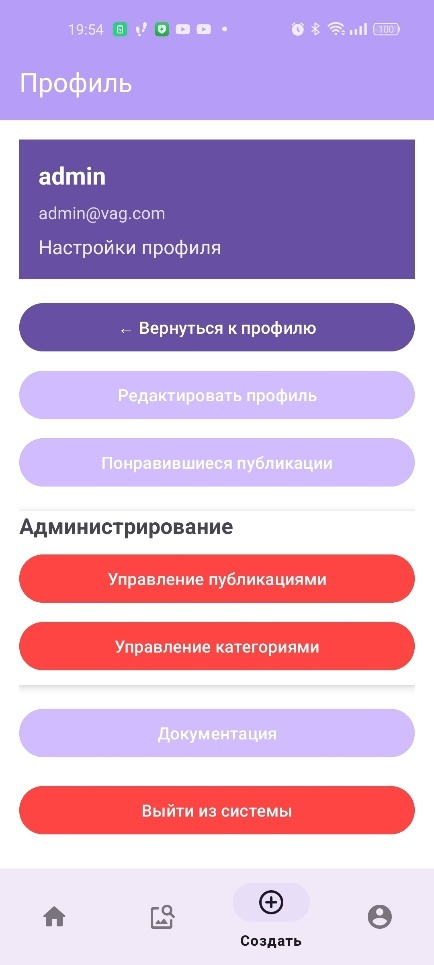 19:54
100
Профиль
admin
admin@vag.com
Настройки профиля
← Вернуться к профилю
Редактировать профиль
Понравившиеся публикации
Администрирование
Управление публикациями
Управление категориями
Документация
Выйти из системы
Создать